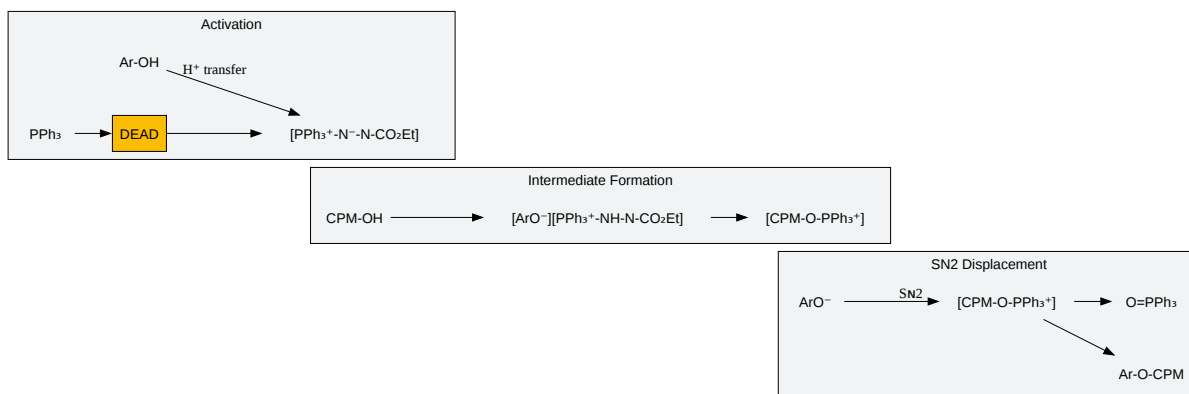 Activation
Ar-OH
H⁺ transfer
PPh₃
DEAD
[PPh₃⁺-N⁻-N-CO₂Et]
Intermediate Formation
CPM-OH
[ArO⁻][PPh₃⁺-NH-N-CO₂Et]
[CPM-O-PPh₃⁺]
SN2 Displacement
ArO⁻
Sɴ2
[CPM-O-PPh₃⁺]
O=PPh₃
Ar-O-CPM